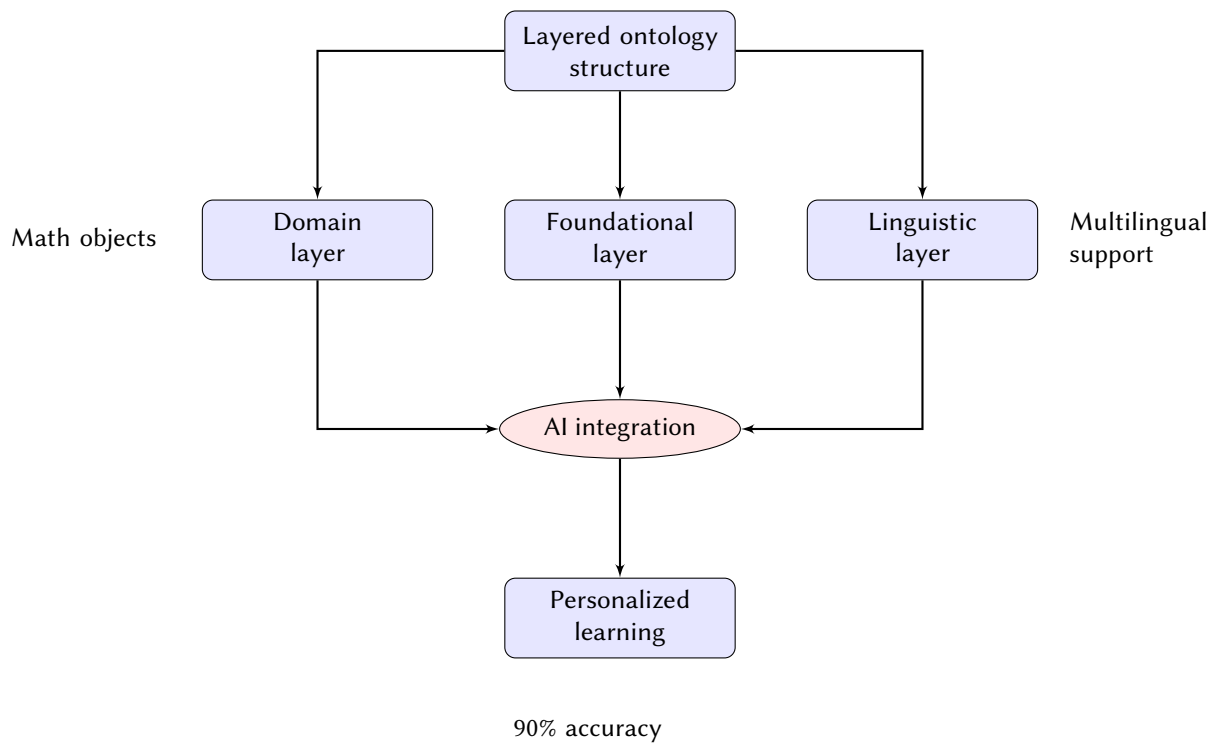 Layered ontology
structure
Math objects
Domain
layer
Foundational
layer
Linguistic
layer
Multilingual
support
AI integration
Personalized
learning
90% accuracy